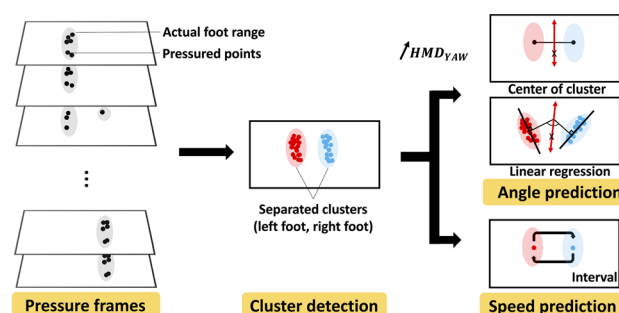 Actual foot range
Pressured points
Pressure frames
Separated clusters
(left foot, right foot)
Cluster detection
HMD_YAW
Center of cluster
Linear regression
Angle prediction
Interval
Speed prediction